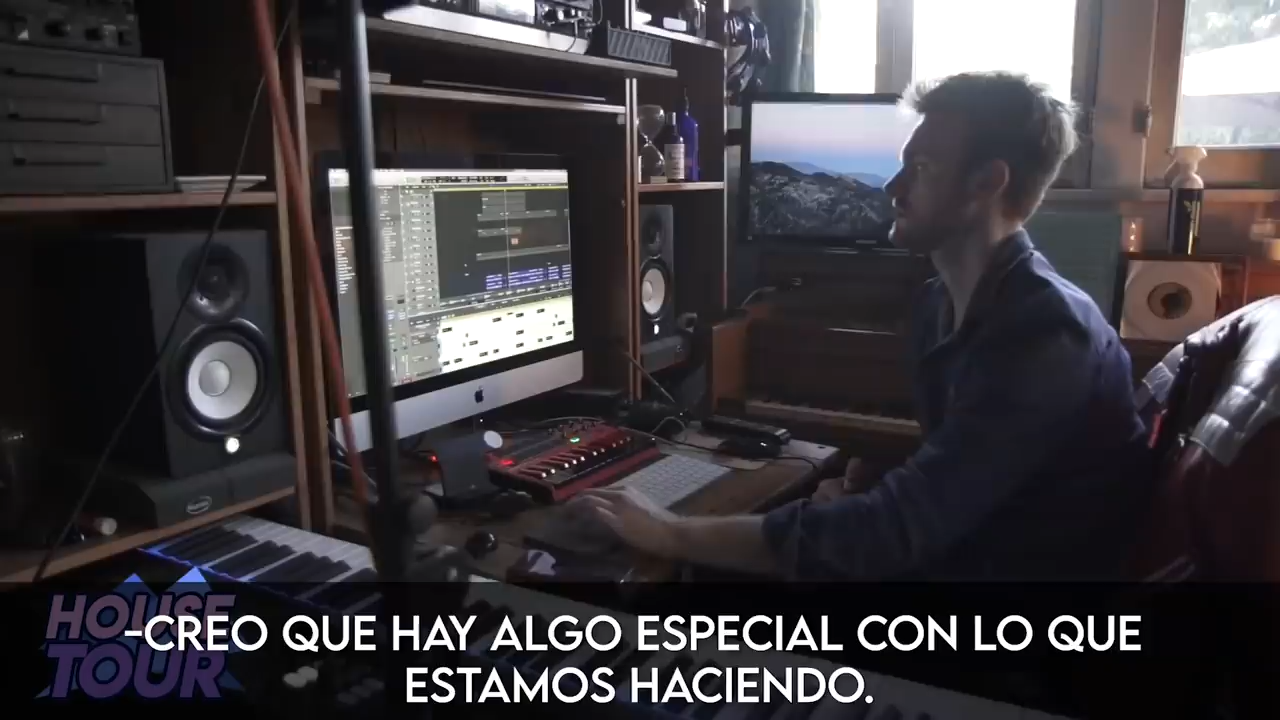 HOUSE
TOUR
-CREO QUE HAY ALGO ESPECIAL CON LO QUE
ESTAMOS HACIENDO.